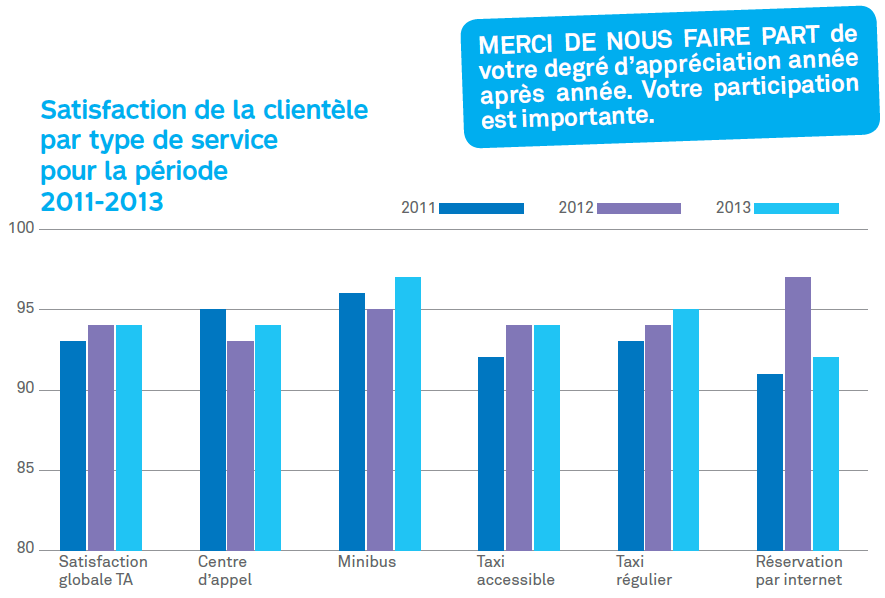 MERCI DE NOUS FAIRE PART de
votre degré d'appréciation année
après année. Votre participation
est importante.
Satisfaction de la clientèle
par type de service
pour la période
2011-2013
2011 2012 2013
100
95
90
85
80
Satisfaction
globale TA
Centre
d'appel
Minibus
Taxi
accessible
Taxi
régulier
Réservation
par internet